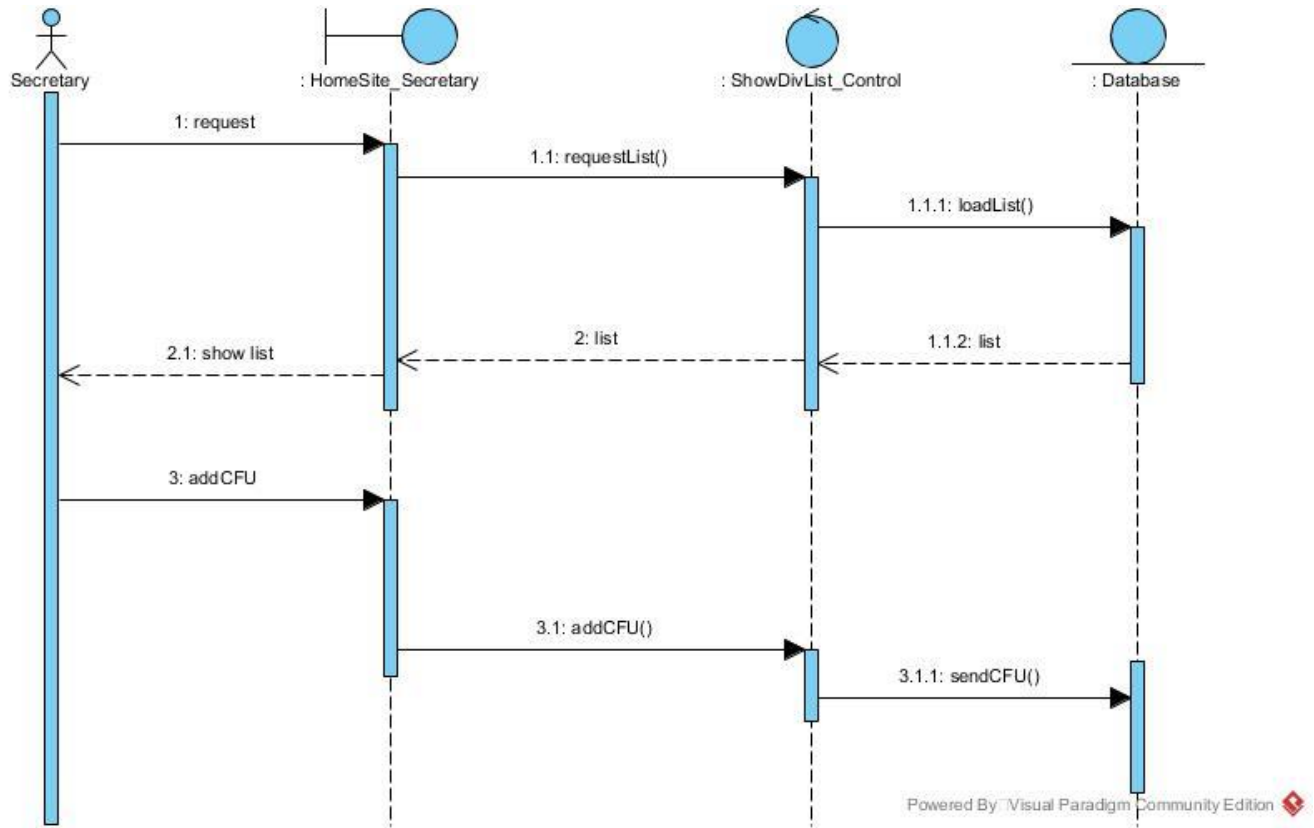 Secretary
: HomeSite_Secretary
: ShowDivList_Control
: Database
1: request
1.1: requestList()
1.1.1: loadList()
2.1: show list
2: list
1.1.2: list
3: addCFU
3.1: addCFU()
3.1.1: sendCFU()
Powered By Visual Paradigm Community Edition